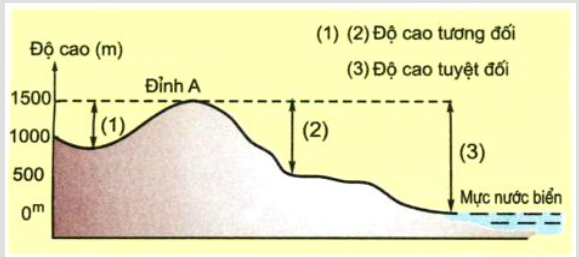 (1) (2) Độ cao tương đối
Độ cao (m)
(3) Độ cao tuyệt đối
Đỉnh A
1500
(1)
1000
(2)
(3)
500
Mực nước biển
0m